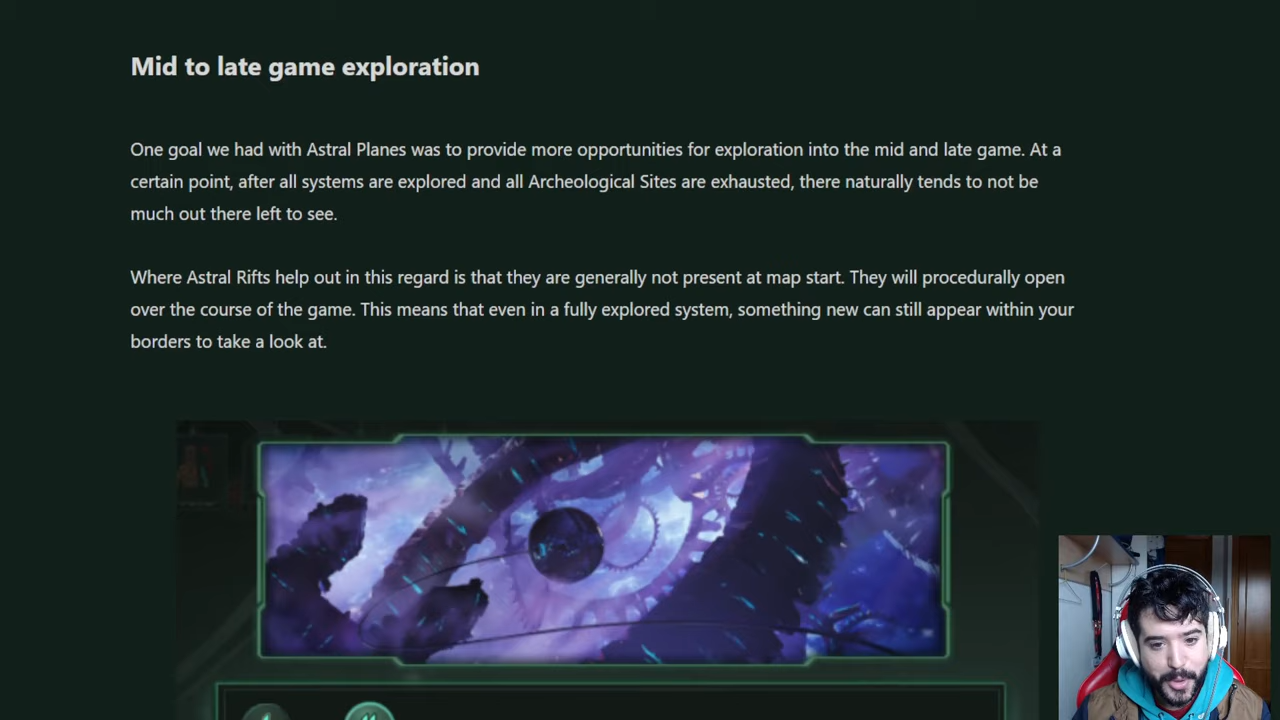 Mid to late game exploration
One goal we had with Astral Planes was to provide more opportunities for exploration into the mid and late game. At a
certain point, after all systems are explored and all Archeological Sites are exhausted, there naturally tends to not be
much out there left to see.
Where Astral Rifts help out in this regard is that they are generally not present at map start. They will procedurally open
over the course of the game. This means that even in a fully explored system, something new can still appear within your
borders to take a look at.